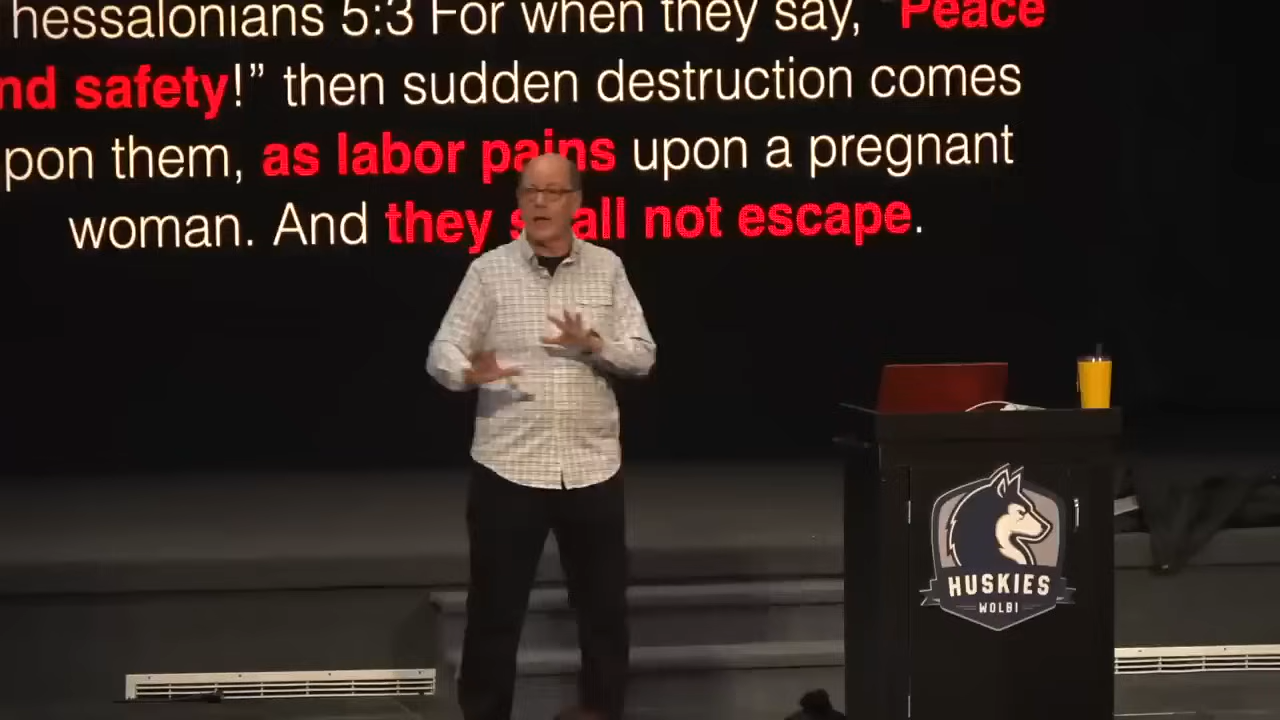 hessalonians 5:3 For when they say, "Peace
nd safety!" then sudden destruction comes
pon them, as labor pains upon a pregnant
woman. And they s all not escape.
HUSKIES
WOLBI